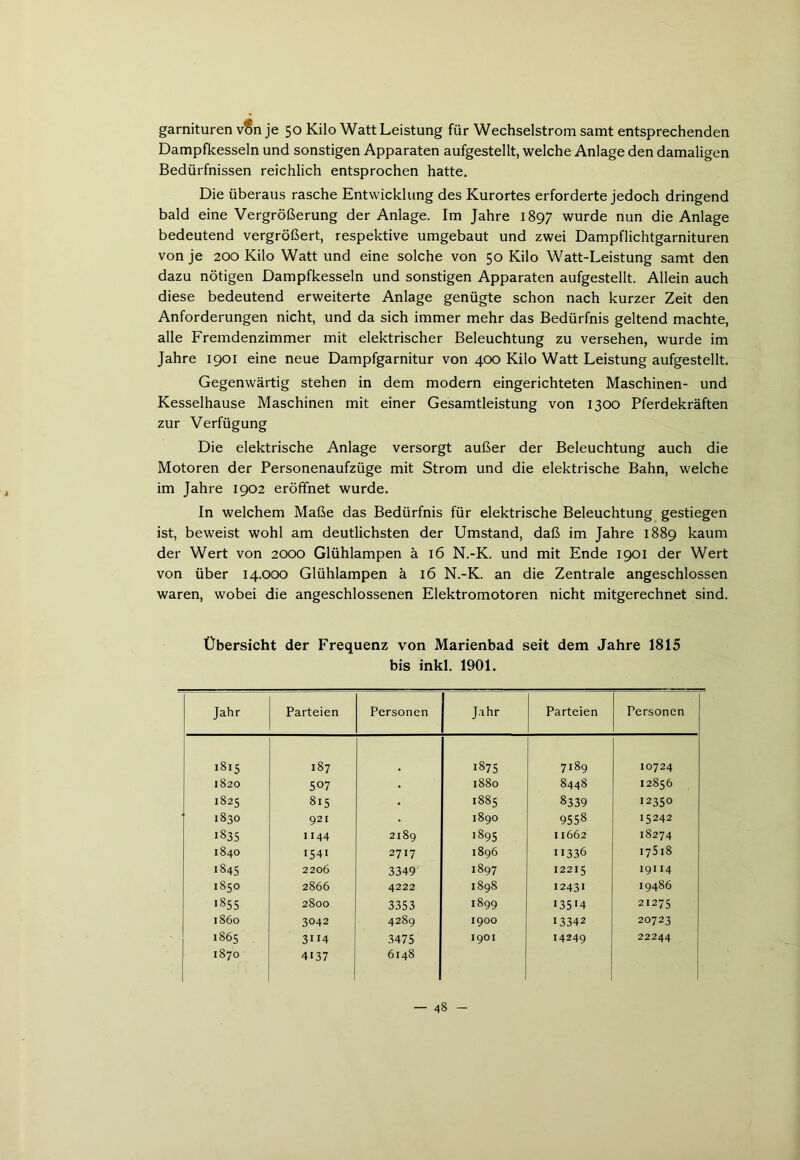 garnituren von je 50 Kilo Watt Leistung für Wechselstrom samt entsprechenden
Dampfkesseln und sonstigen Apparaten aufgestellt, welche Anlage den damaligen
Bedürfnissen reichlich entsprochen hatte.
Die überaus rasche Entwicklung des Kurortes erforderte jedoch dringend
bald eine Vergrößerung der Anlage. Im Jahre 1897 wurde nun die Anlage
bedeutend vergrößert, respektive umgebaut und zwei Dampflichtgarnituren
von je 200 Kilo Watt und eine solche von 50 Kilo Watt-Leistung samt den
dazu nötigen Dampfkesseln und sonstigen Apparaten aufgestellt. Allein auch
diese bedeutend erweiterte Anlage genügte schon nach kurzer Zeit den
Anforderungen nicht, und da sich immer mehr das Bedürfnis geltend machte,
alle Fremdenzimmer mit elektrischer Beleuchtung zu versehen, wurde im
Jahre 1901 eine neue Dampfgarnitur von 400 Kilo Watt Leistung aufgestellt.
Gegenwärtig stehen in dem modern eingerichteten Maschinen- und
Kesselhause Maschinen mit einer Gesamtleistung von 1300 Pferdekräften
zur Verfügung
Die elektrische Anlage versorgt außer der Beleuchtung auch die
Motoren der Personenaufzüge mit Strom und die elektrische Bahn, welche
im Jahre 1902 eröffnet wurde.
In welchem Maße das Bedürfnis für elektrische Beleuchtung gestiegen
ist, beweist wohl am deutlichsten der Umstand, daß im Jahre 1889 kaum
der Wert von 2000 Glühlampen à 16 N.-K. und mit Ende 1901 der Wert
von über 14.000 Glühlampen à 16 N.-K. an die Zentrale angeschlossen
waren, wobei die angeschlossenen Elektromotoren nicht mitgerechnet sind.
Übersicht der Frequenz von Marienbad seit dem Jahre 1815
bis inkl. 1901.
Jahr Parteien Personen Jahr Parteien Personen
1815 187 . 1875 7189 10724
1820 507 . 1880 8448 12856
1825 815 . 1885 8339 12350
1830 921 . 1890 9558 15242
1835 1144 2189 1895 11662 18274
1840 1541 2717 1896 11336 17518
1845 2206 3349 1897 12215 19114
1850 2866 4222 1898 12431 19486
1855 2800 3353 1899 13514 21275
1860 3042 4289 1900 13342 20723
1865 3114 3475 1901 14249 22244
1870 4137 6148
— 48 —